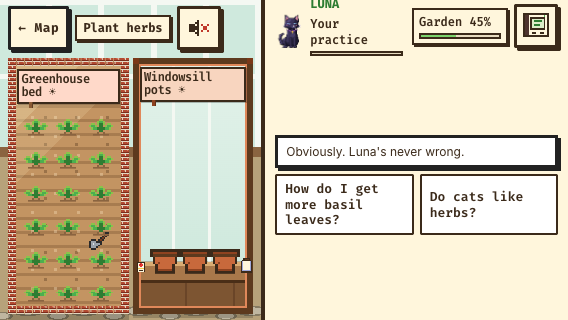 ← Map
Plant herbs
Greenhouse
bed ☀
Windowsill
pots ☀
LUNA
Your
practice
Garden 45%
Obviously. Luna's never wrong.
How do I get
more basil
leaves?
Do cats like
herbs?